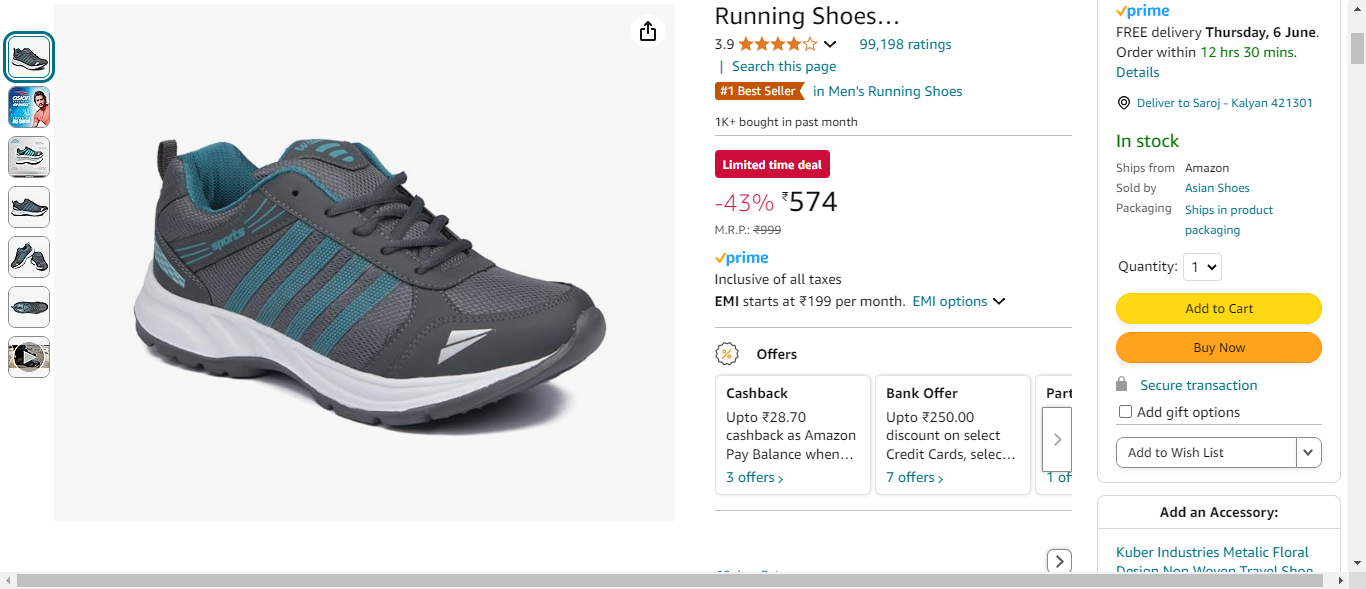 Running Shoes...
3.9
99,198 ratings
| Search this page
#1 Best Seller in Men's Running Shoes
1K+ bought in past month
Limited time deal
-43% ₹574
M.R.P.: ₹999
prime
Inclusive of all taxes
EMI starts at ₹199 per month. EMI options
Offers
Cashback
Upto ₹28.70
cashback as Amazon
Pay Balance when...
3 offers
Bank Offer
Upto ₹250.00
discount on select
Credit Cards, selec...
7 offers
Part
1 of
sports
asian
prime
FREE delivery Thursday, 6 June.
Order within 12 hrs 30 mins.
Details
Deliver to Saroj - Kalyan 421301
In stock
Ships from Amazon
Sold by Asian Shoes
Packaging Ships in product
packaging
Quantity: 1
Add to Cart
Buy Now
Secure transaction
Add gift options
Add to Wish List
Add an Accessory:
Kuber Industries Metalic Floral
Design Non Woven Travel Shoe